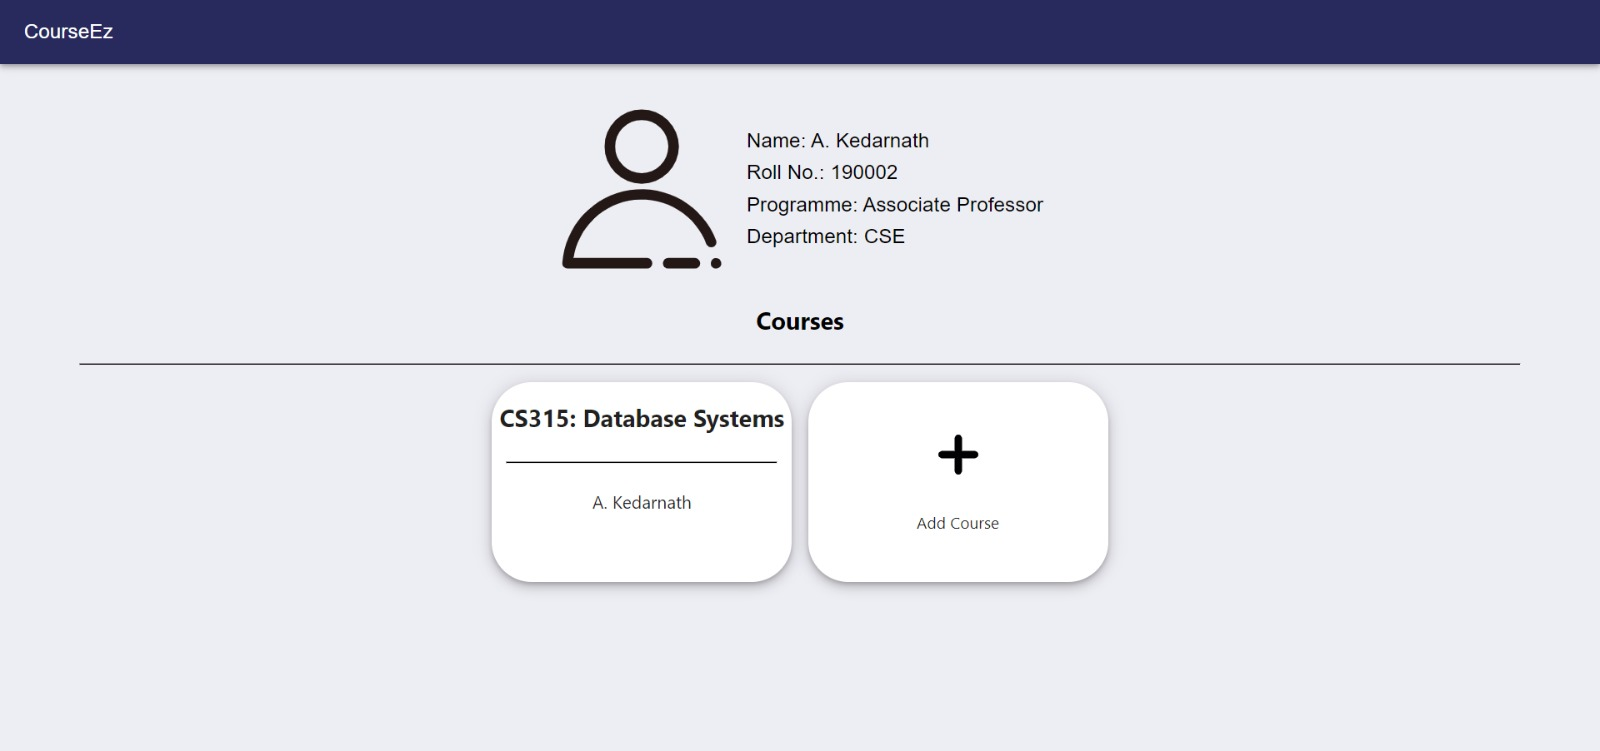 CourseEz
Name: A. Kedarnath
Roll No.: 190002
Programme: Associate Professor
Department: CSE
Courses
CS315: Database Systems
A. Kedarnath
Add Course